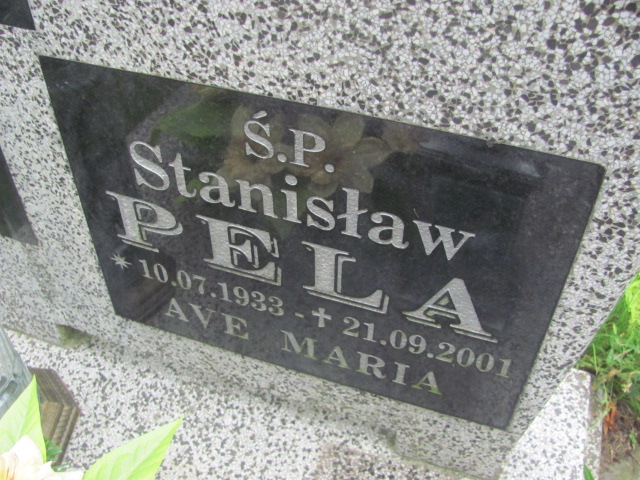 Ś.P.
Stanisław
PELA
* 10.07.1933 - ✝ 21.09.2001
AVE MARIA